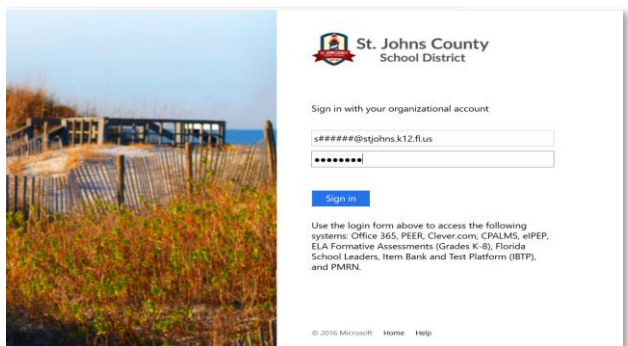 St. Johns County
School District
Sign in with your organizational account
s######@stjohns.k12.fl.us
●●●●●●●●
Sign in
Use the login form above to access the following
systems: Office 365, PEER, Clever.com, CPALMS, eIPEP,
ELA Formative Assessments (Grades K-8), Florida
School Leaders, Item Bank and Test Platform (IBTP),
and PMRN.
© 2016 Microsoft Home Help